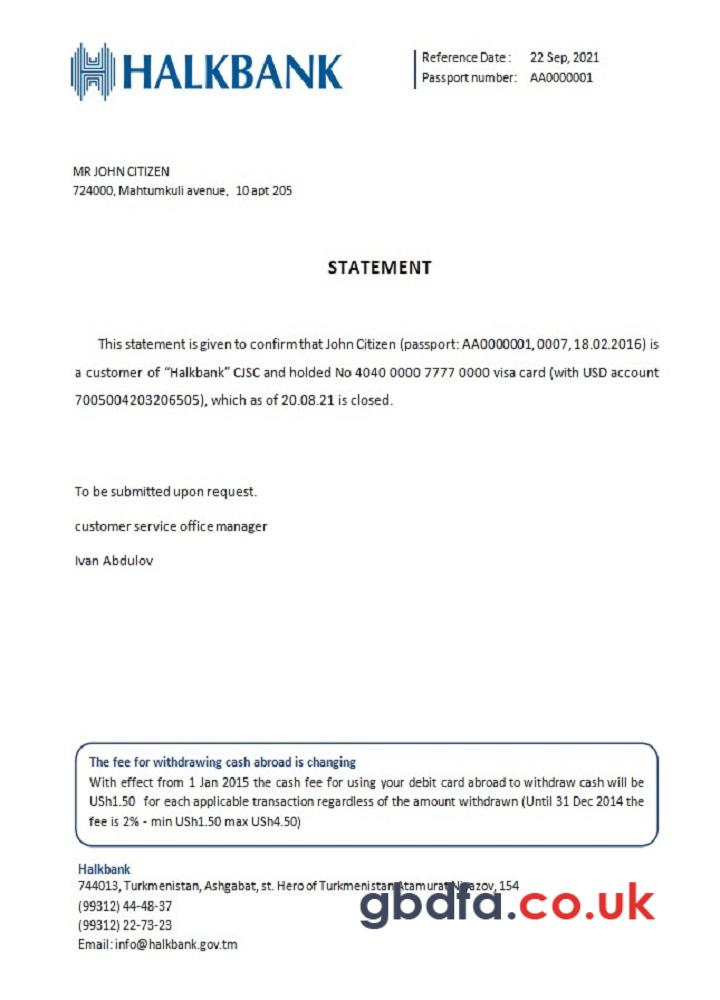 HALKBANK
Reference Date: 22 Sep, 2021
Passport number: AA0000001
MR JOHN CITIZEN
724000, Mahtumkuli avenue, 10 apt 205
STATEMENT
This statement is given to confirm that John Citizen (passport: AA0000001, 0007, 18.02.2016) is
a customer of “Halkbank” CJSC and holded No 4040 0000 7777 0000 visa card (with USD account
7005004203206505), which as of 20.08.21 is closed.
To be submitted upon request.
customer service office manager
Ivan Abdulov
The fee for withdrawing cash abroad is changing
With effect from 1 Jan 2015 the cash fee for using your debit card abroad to withdraw cash will be
USh1.50 for each applicable transaction regardless of the amount withdrawn (Until 31 Dec 2014 the
fee is 2% - min USh1.50 max USh4.50)
Halkbank
744013, Turkmenistan, Ashgabat, st. Hero of Turkmenistan Atamurat Niyazov, 154
(99312) 44-48-37
(99312) 22-73-23
Email: info@halkbank.gov.tm
gbdfa.co.uk